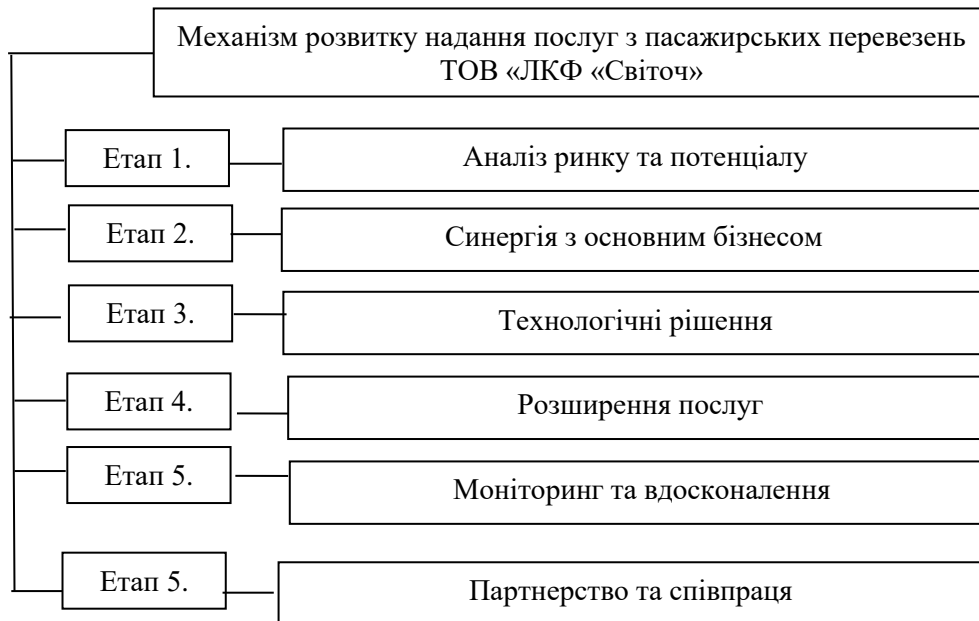 Механізм розвитку надання послуг з пасажирських перевезень
ТОВ «ЛКФ «Світоч»
Етап 1.
Аналіз ринку та потенціалу
Етап 2.
Синергія з основним бізнесом
Етап 3.
Технологічні рішення
Етап 4.
Розширення послуг
Етап 5.
Моніторинг та вдосконалення
Етап 5.
Партнерство та співпраця